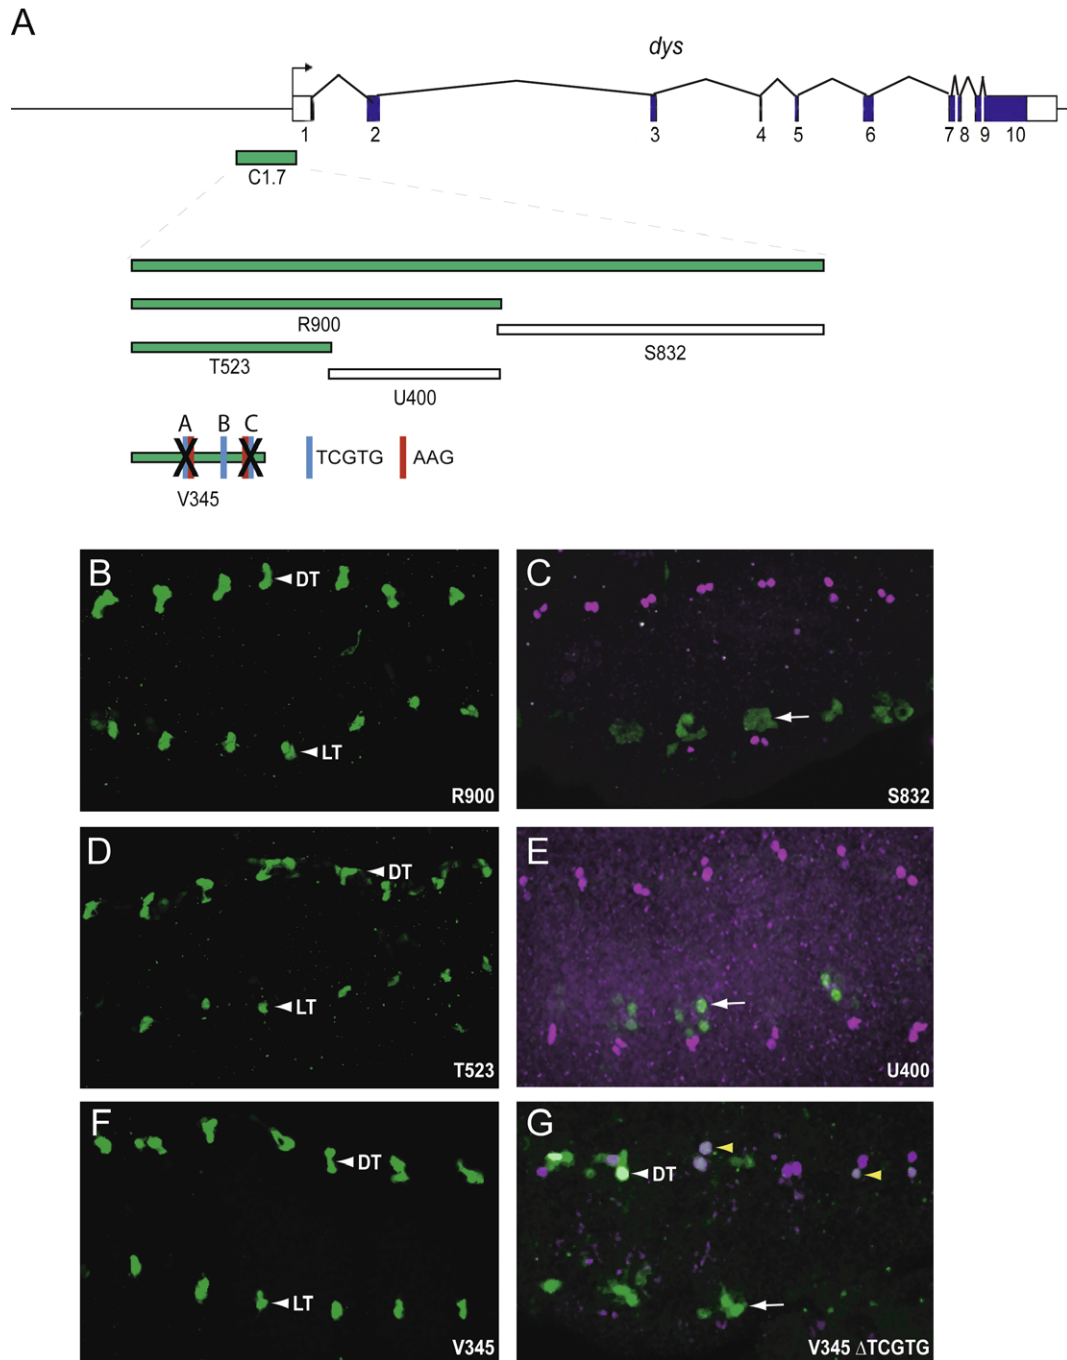 A
dys
1 2 3 4 5 6 7 8 9 10
C1.7
R900
S832
T523
U400
A B C
TCGTG AAG
V345
B
DT
LT
R900
C
S832
D
DT
LT
T523
E
U400
F
DT
LT
V345
G
DT
V345 ΔTCGTG